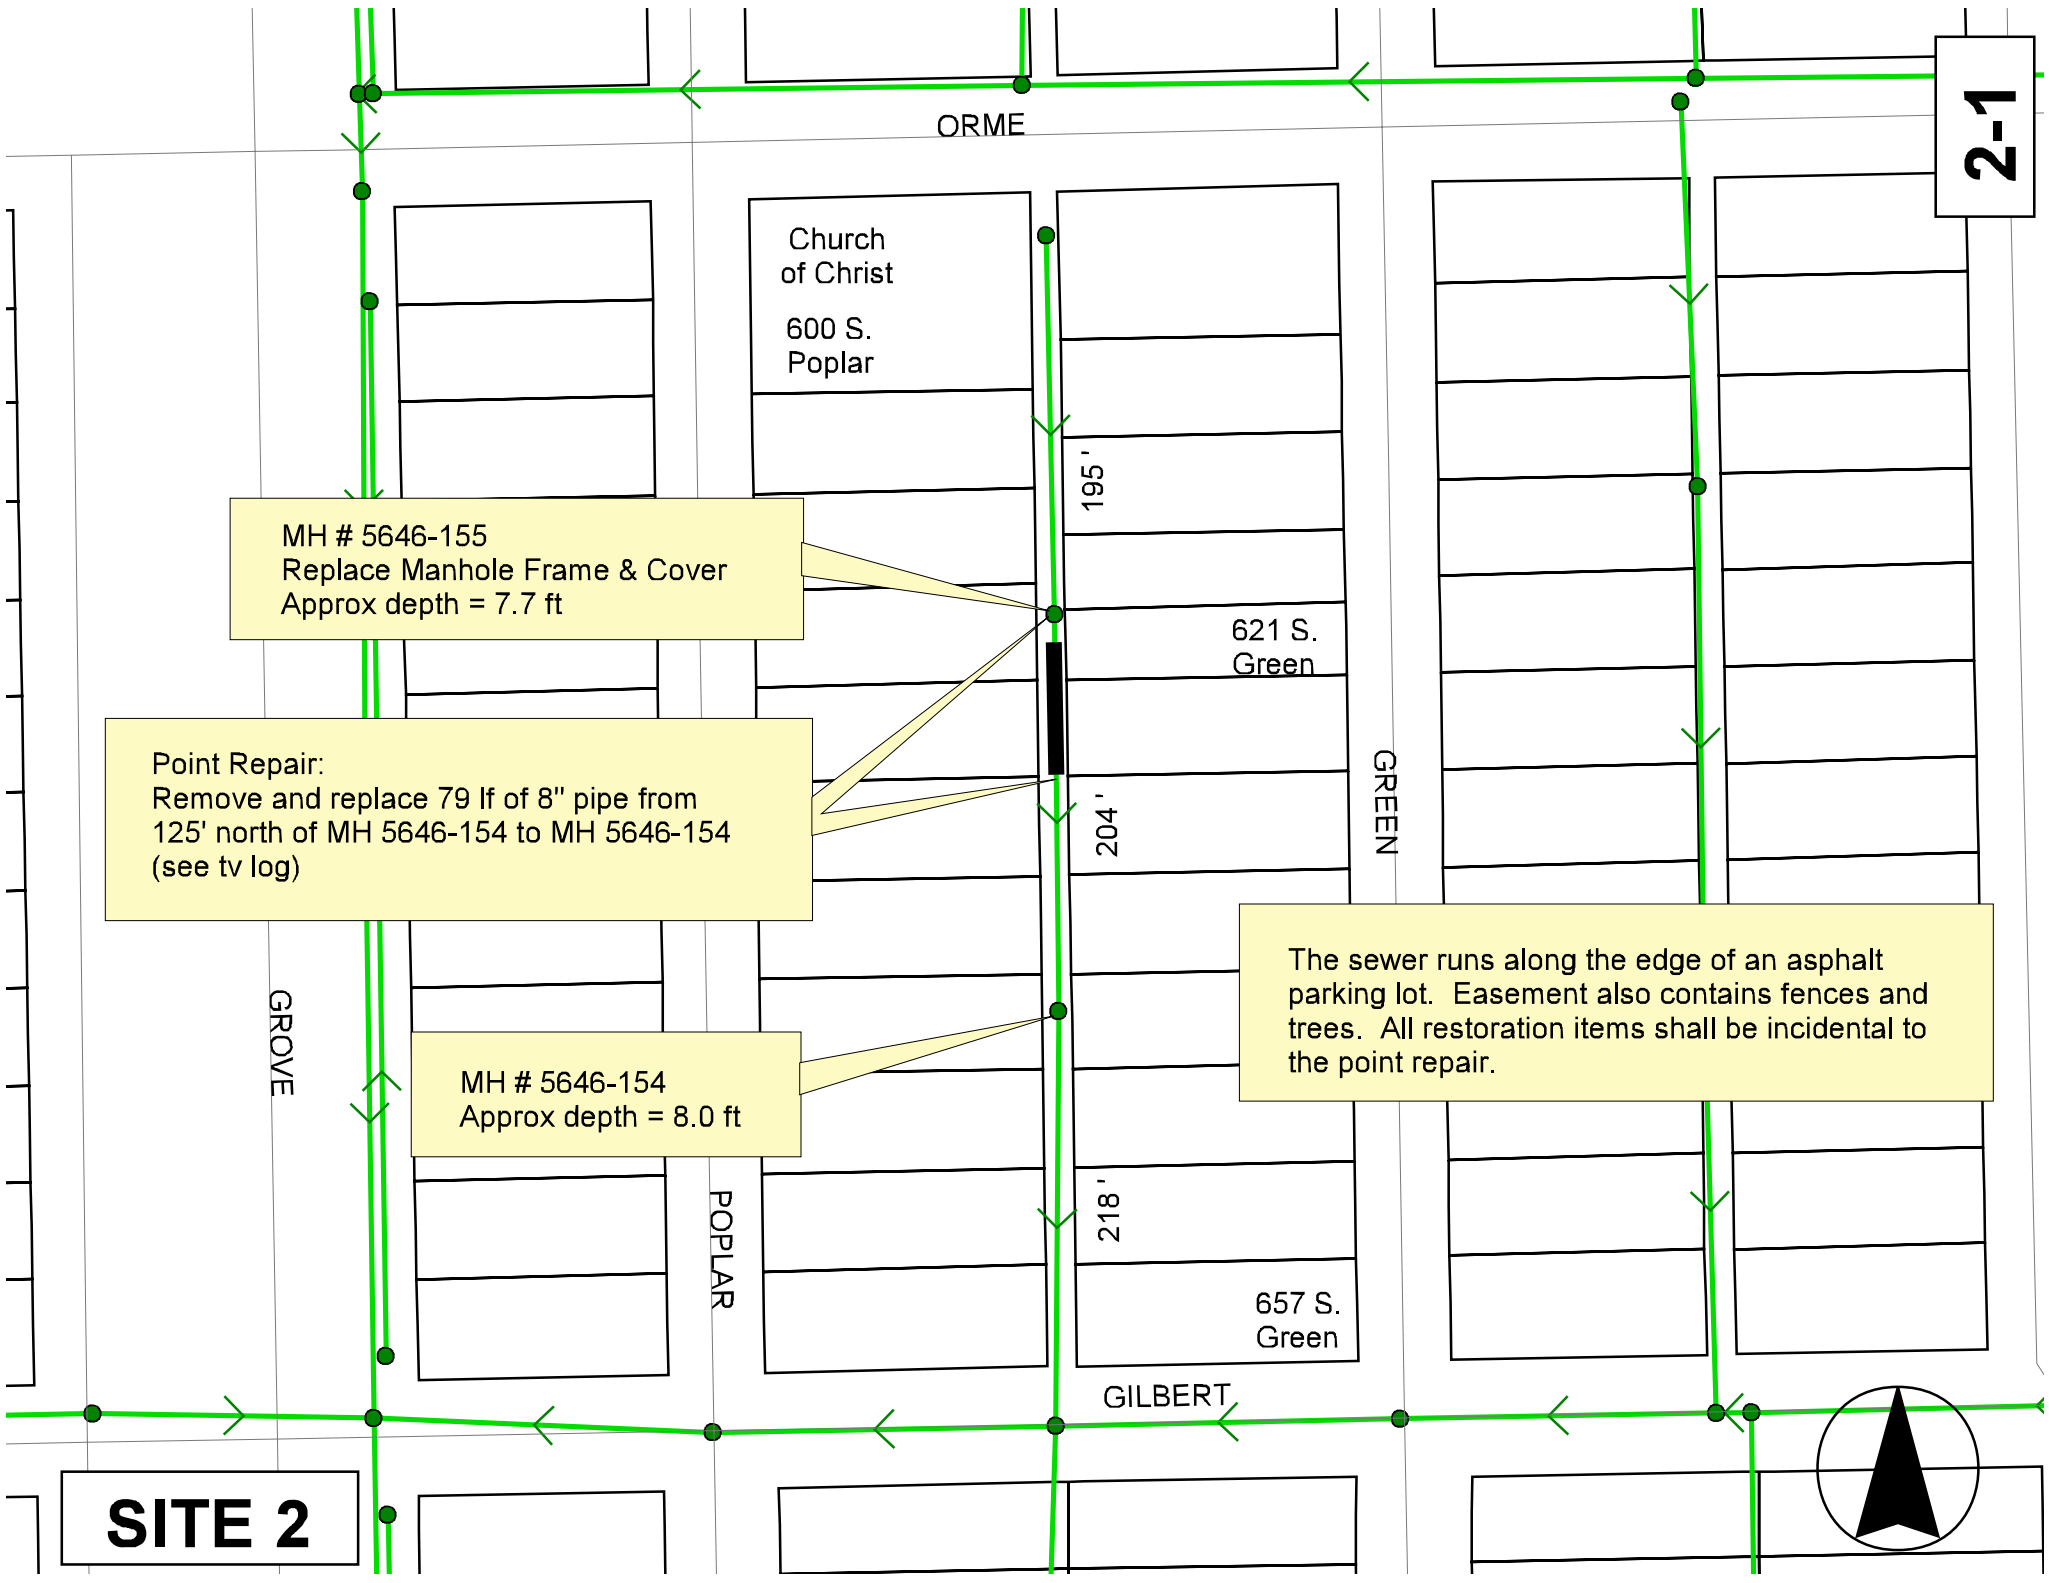 2-1
ORME
Church
of Christ
600 S.
Poplar
195 '
MH # 5646-155
Replace Manhole Frame & Cover
Approx depth = 7.7 ft
621 S.
Green
Point Repair:
Remove and replace 79 lf of 8" pipe from
125' north of MH 5646-154 to MH 5646-154
(see tv log)
204 '
GREEN
The sewer runs along the edge of an asphalt
parking lot.  Easement also contains fences and
trees.  All restoration items shall be incidental to
the point repair.
GROVE
MH # 5646-154
Approx depth = 8.0 ft
POPLAR
218 '
657 S.
Green
GILBERT
SITE 2